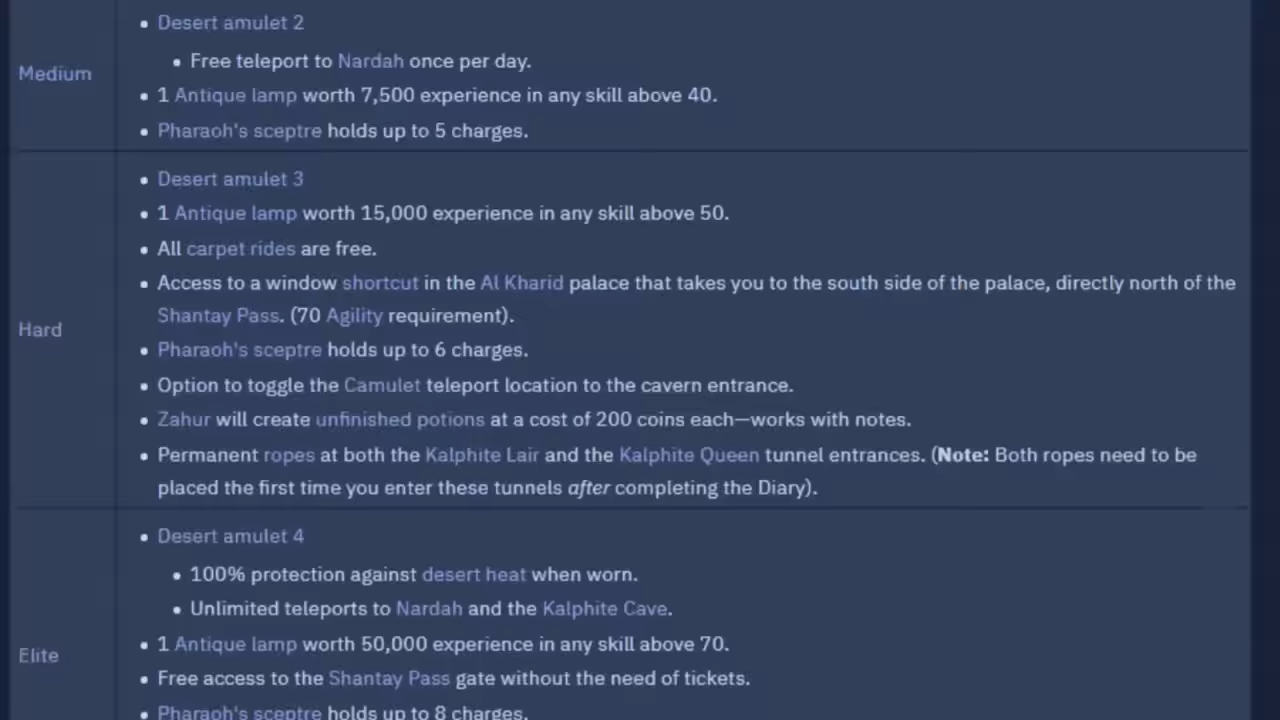 Desert amulet 2
Free teleport to Nardah once per day.
Medium
1 Antique lamp worth 7,500 experience in any skill above 40.
Pharaoh's sceptre holds up to 5 charges.
Desert amulet 3
1 Antique lamp worth 15,000 experience in any skill above 50.
All carpet rides are free.
Access to a window shortcut in the Al Kharid palace that takes you to the south side of the palace, directly north of the
Shantay Pass. (70 Agility requirement).
Hard
Pharaoh's sceptre holds up to 6 charges.
Option to toggle the Camulet teleport location to the cavern entrance.
Zahur will create unfinished potions at a cost of 200 coins each—works with notes.
Permanent ropes at both the Kalphite Lair and the Kalphite Queen tunnel entrances. (Note: Both ropes need to be
placed the first time you enter these tunnels after completing the Diary).
Desert amulet 4
100% protection against desert heat when worn.
Unlimited teleports to Nardah and the Kalphite Cave.
1 Antique lamp worth 50,000 experience in any skill above 70.
Elite
Free access to the Shantay Pass gate without the need of tickets.
Pharaoh's sceptre holds up to 8 charges.